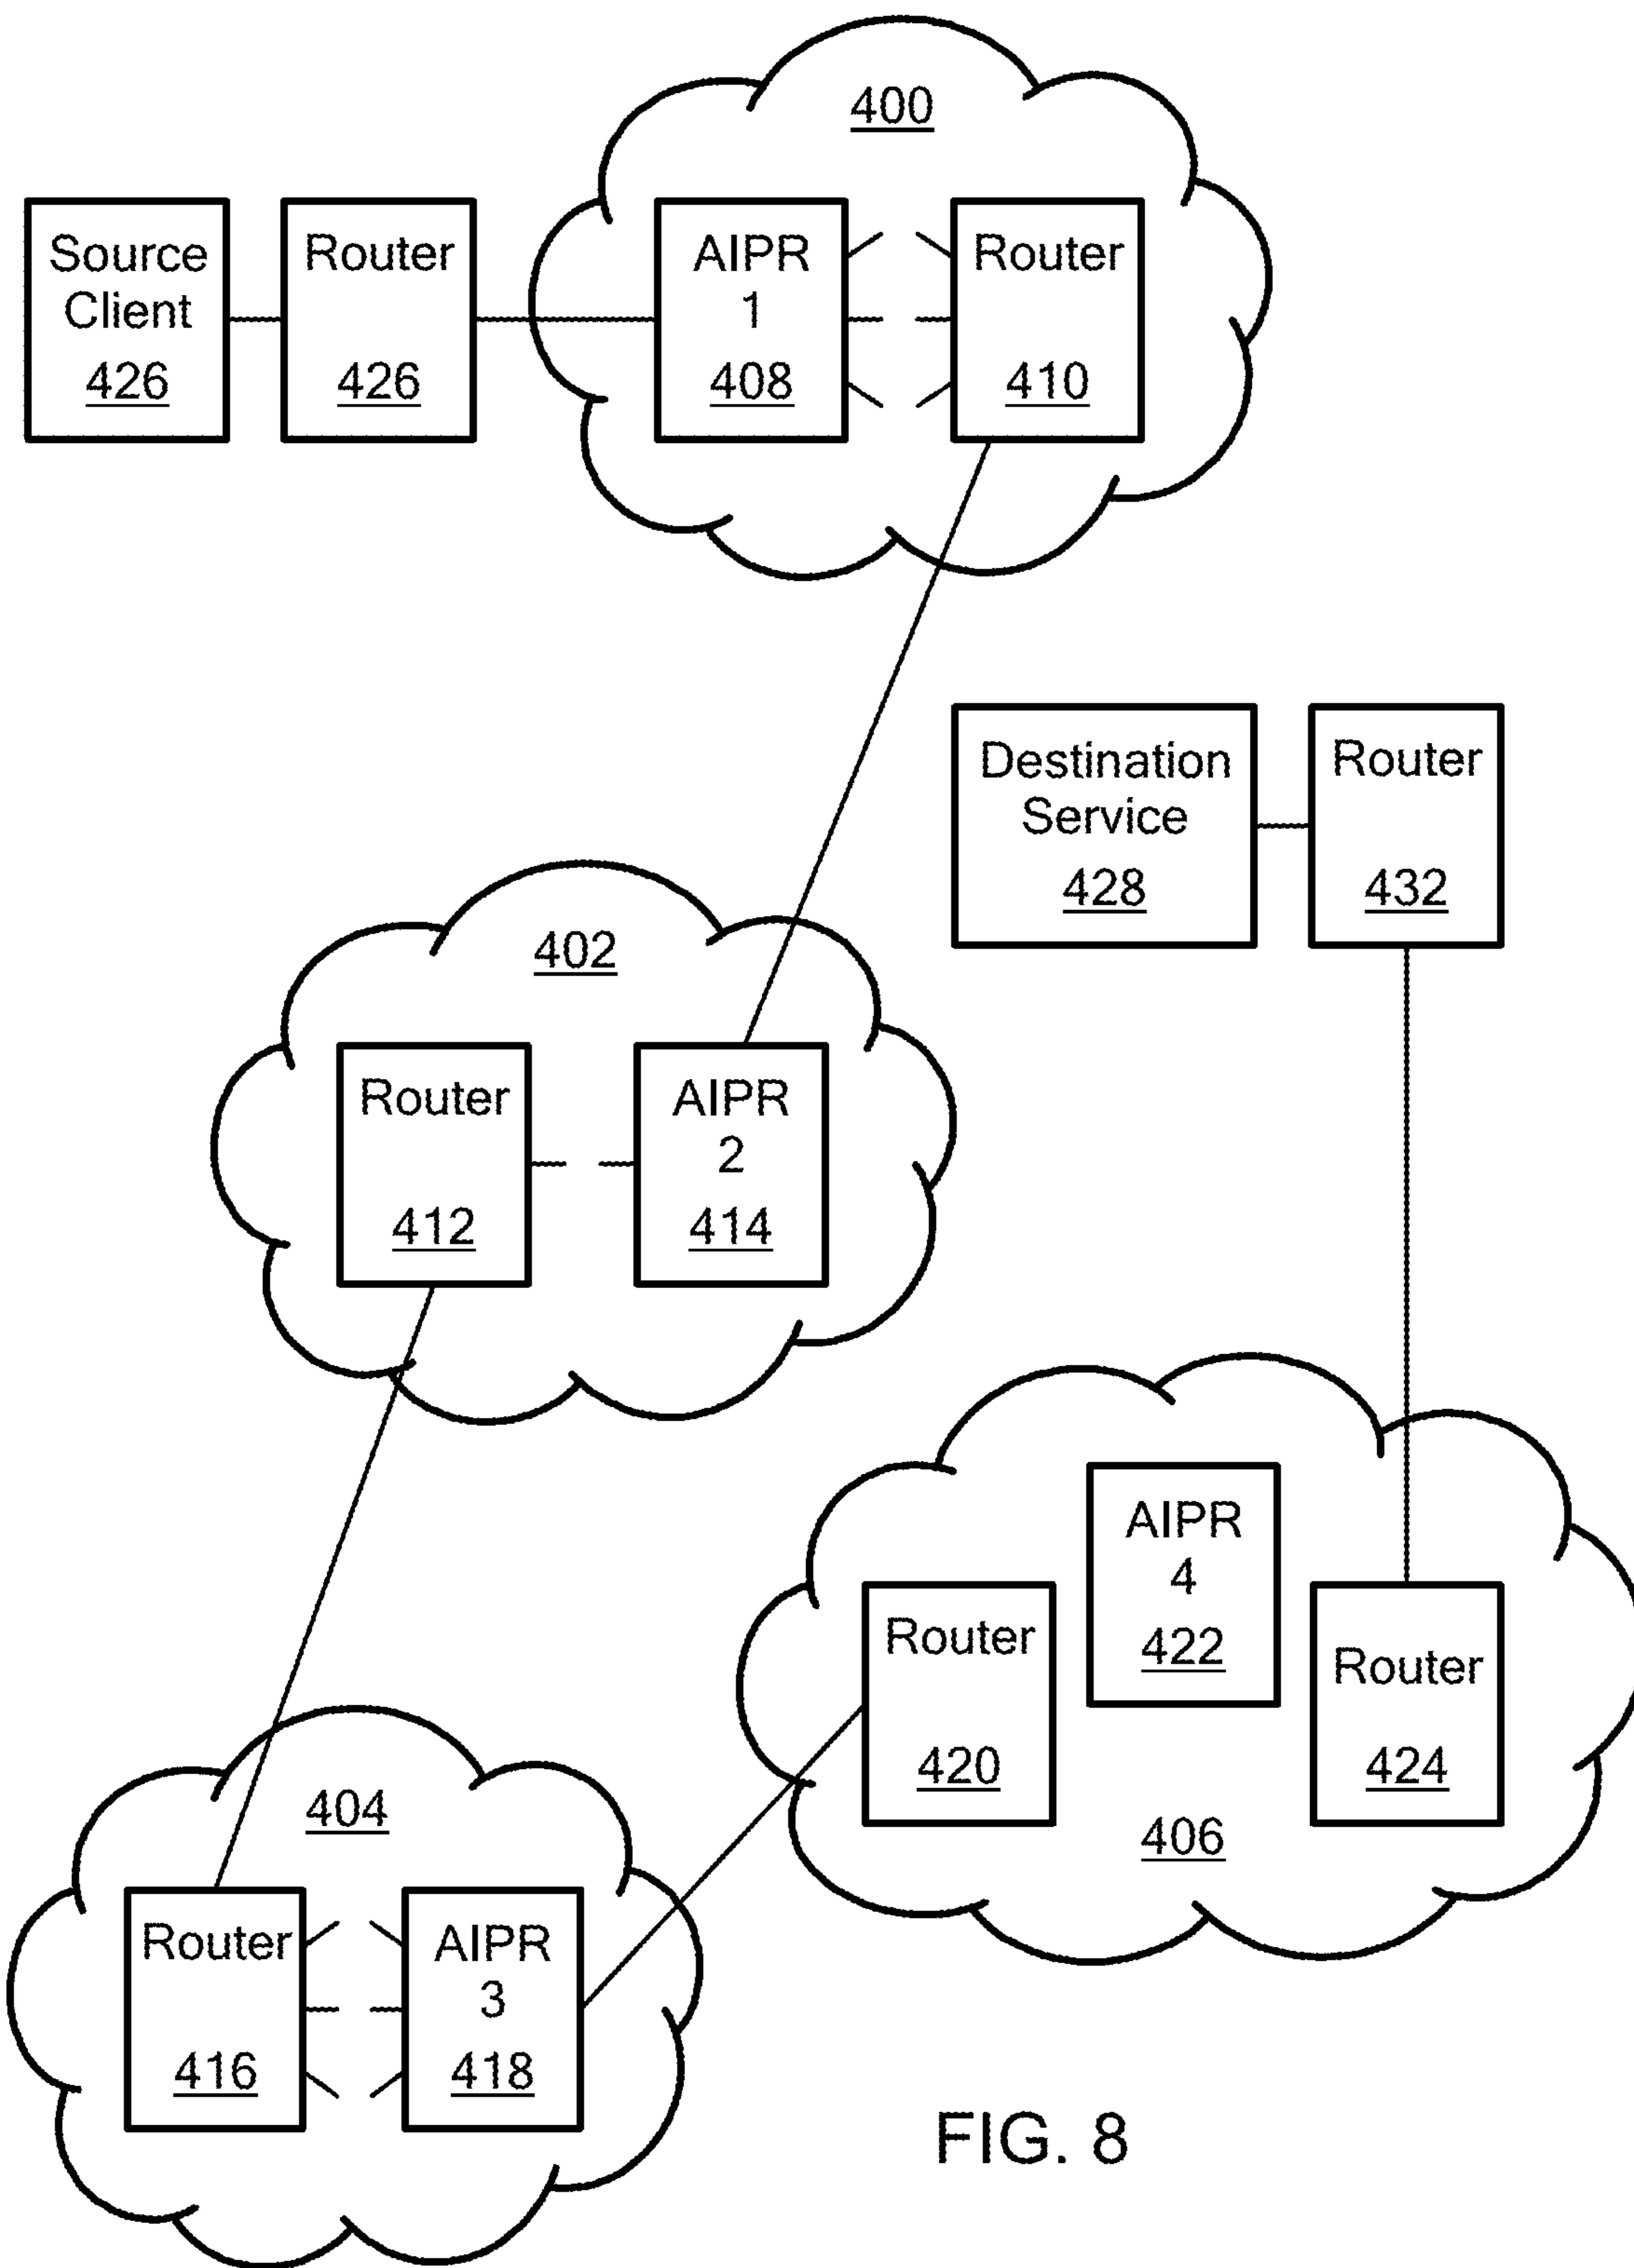 400
Source
Client
426
Router
426
AIPR
1
408
Router
410
Destination
Service
428
Router
432
402
Router
412
AIPR
2
414
AIPR
4
422
Router
420
Router
424
406
404
Router
416
AIPR
3
418
FIG. 8